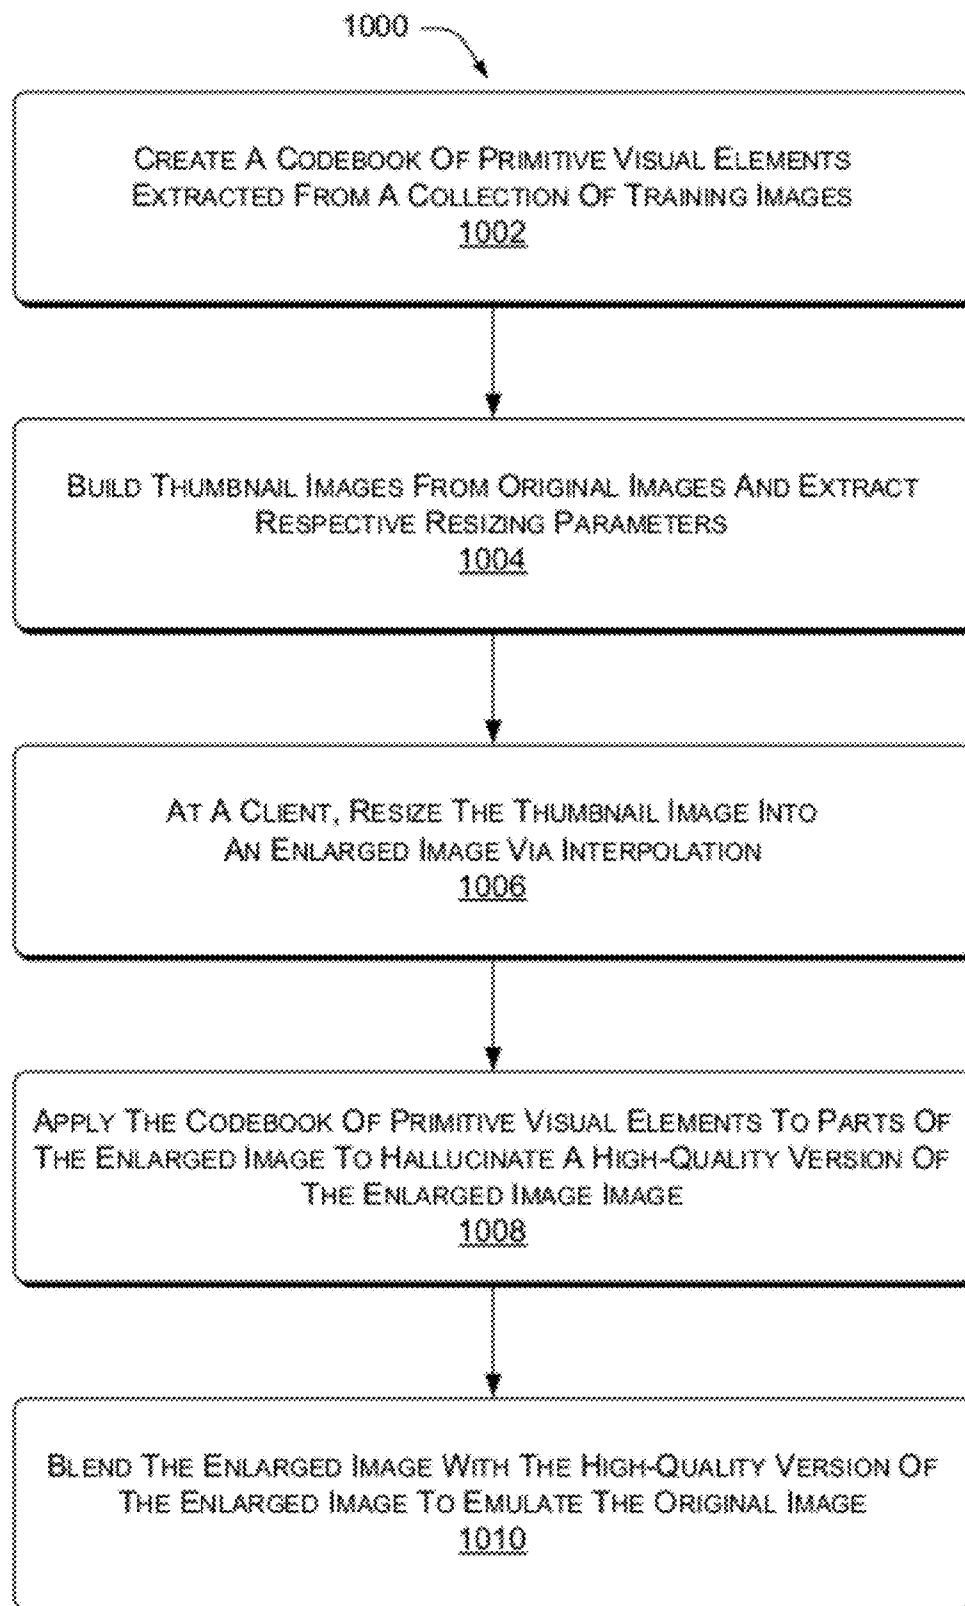 1000
CREATE A CODEBOOK OF PRIMITIVE VISUAL ELEMENTS
EXTRACTED FROM A COLLECTION OF TRAINING IMAGES
1002
BUILD THUMBNAIL IMAGES FROM ORIGINAL IMAGES AND EXTRACT
RESPECTIVE RESIZING PARAMETERS
1004
AT A CLIENT, RESIZE THE THUMBNAIL IMAGE INTO
AN ENLARGED IMAGE VIA INTERPOLATION
1006
APPLY THE CODEBOOK OF PRIMITIVE VISUAL ELEMENTS TO PARTS OF
THE ENLARGED IMAGE TO HALLUCINATE A HIGH-QUALITY VERSION OF
THE ENLARGED IMAGE IMAGE
1008
BLEND THE ENLARGED IMAGE WITH THE HIGH-QUALITY VERSION OF
THE ENLARGED IMAGE TO EMULATE THE ORIGINAL IMAGE
1010